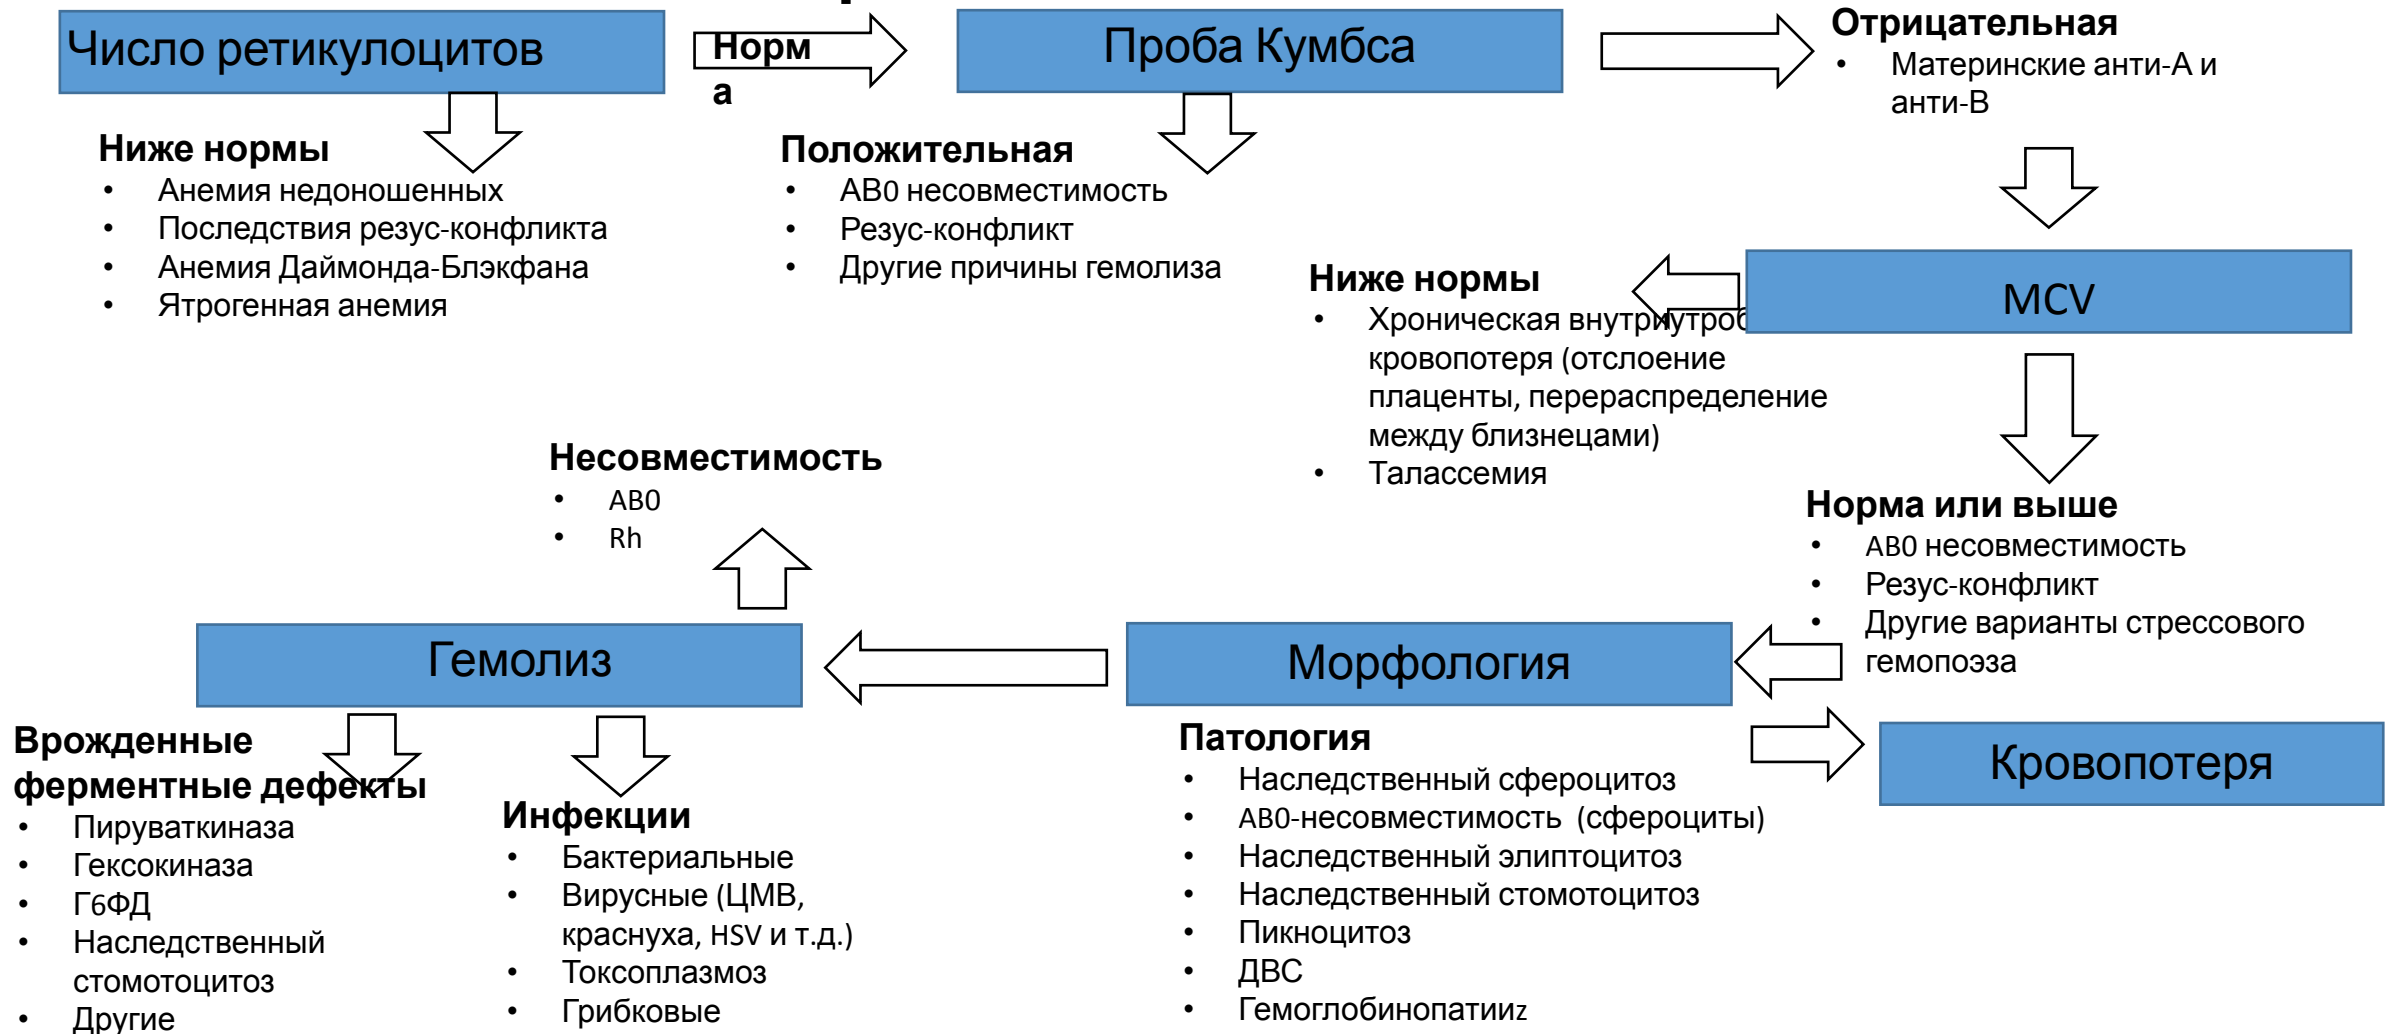 Число ретикулоцитов
Норм
а
Проба Кумбса
Отрицательная
• Материнские анти-А и
анти-В
Ниже нормы
• Анемия недоношенных
• Последствия резус-конфликта
• Анемия Даймонда-Блэкфана
• Ятрогенная анемия
Положительная
• АВ0 несовместимость
• Резус-конфликт
• Другие причины гемолиза
MCV
Ниже нормы
• Хроническая внутриутроб
кровопотеря (отслоение
плаценты, перераспределение
между близнецами)
• Талассемия
Норма или выше
• АВ0 несовместимость
• Резус-конфликт
• Другие варианты стрессового
гемопоэза
Несовместимость
• АВ0
• Rh
Гемолиз
Морфология
Кровопотеря
Врожденные
ферментные дефекты
• Пируваткиназа
• Гексокиназа
• Г6ФД
• Наследственный
стомотоцитоз
• Другие
Инфекции
• Бактериальные
• Вирусные (ЦМВ,
краснуха, HSV и т.д.)
• Токсоплазмоз
• Грибковые
Патология
• Наследственный сфероцитоз
• АВ0-несовместимость (сфероциты)
• Наследственный элиптоцитоз
• Наследственный стомотоцитоз
• Пикноцитоз
• ДВС
• Гемоглобинопатииz